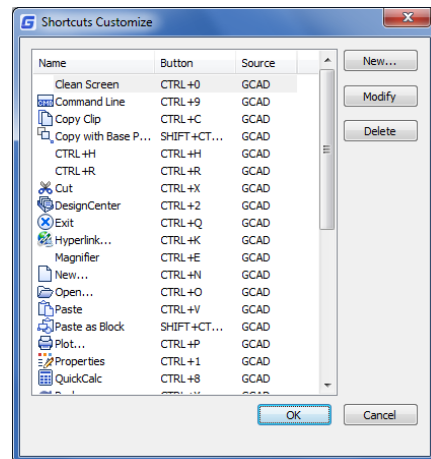 Shortcuts Customize
Name Button Source
Clean Screen CTRL+0 GCAD
Command Line CTRL+9 GCAD
Copy Clip CTRL+C GCAD
Copy with Base P... SHIFT+CT... GCAD
CTRL+H CTRL+H GCAD
CTRL+R CTRL+R GCAD
Cut CTRL+X GCAD
DesignCenter CTRL+2 GCAD
Exit CTRL+Q GCAD
Hyperlink... CTRL+K GCAD
Magnifier CTRL+E GCAD
New... CTRL+N GCAD
Open... CTRL+O GCAD
Paste CTRL+V GCAD
Paste as Block SHIFT+CT... GCAD
Plot... CTRL+P GCAD
Properties CTRL+1 GCAD
QuickCalc CTRL+8 GCAD
New...
Modify
Delete
OK Cancel